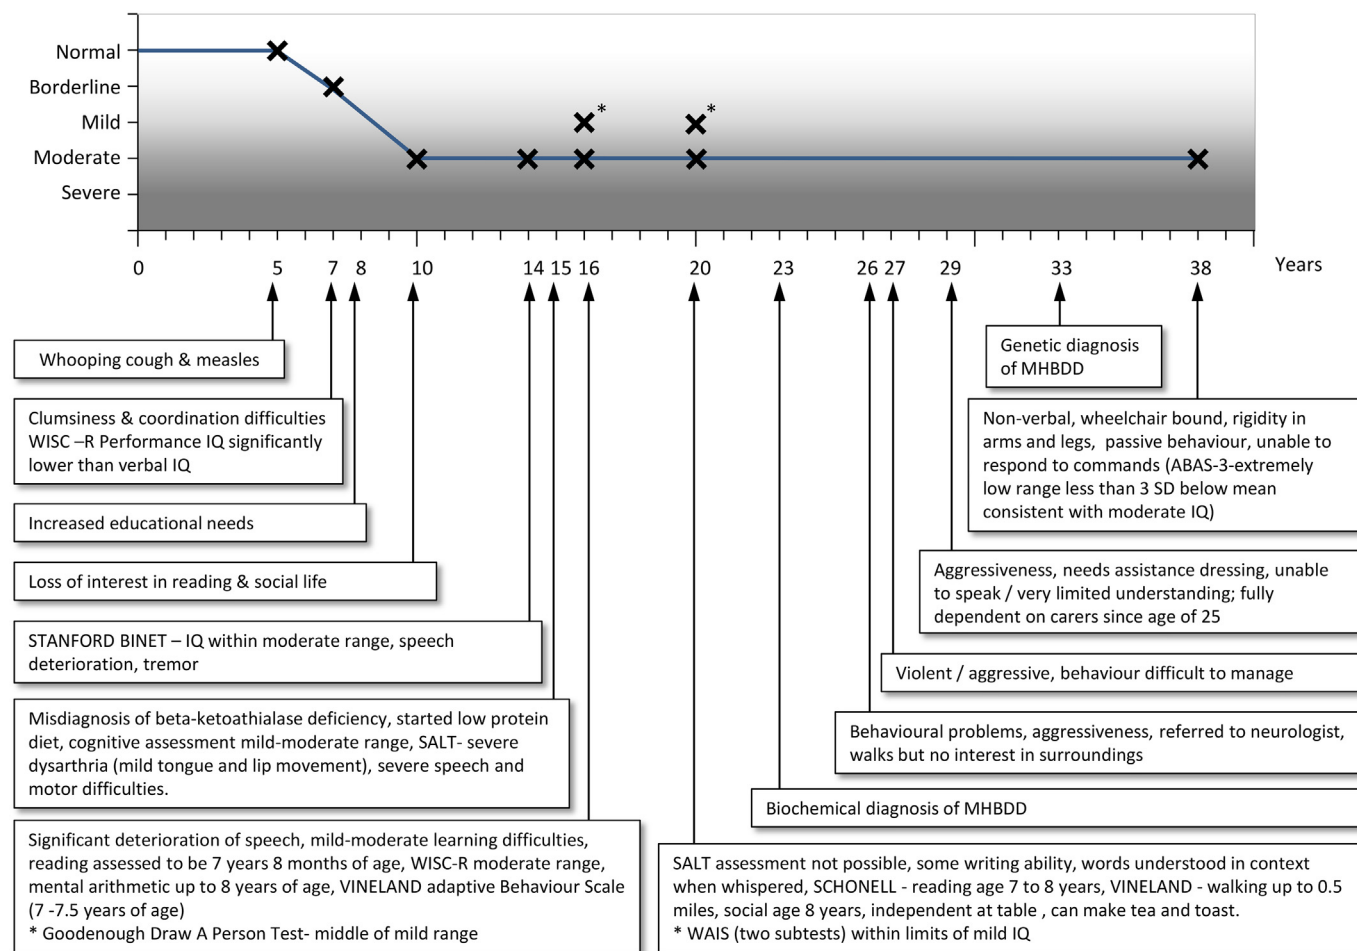 Normal
Borderline
Mild
Moderate
Severe
*
*
0 5 7 8 10 14 15 16 20 23 26 27 29 33 38 Years
Whooping cough & measles
Clumsiness & coordination difficulties
WISC –R Performance IQ significantly
lower than verbal IQ
Increased educational needs
Loss of interest in reading & social life
STANFORD BINET – IQ within moderate range, speech
deterioration, tremor
Misdiagnosis of beta-ketoathialase deficiency, started low protein
diet, cognitive assessment mild-moderate range, SALT- severe
dysarthria (mild tongue and lip movement), severe speech and
motor difficulties.
Significant deterioration of speech, mild-moderate learning difficulties,
reading assessed to be 7 years 8 months of age, WISC-R moderate range,
mental arithmetic up to 8 years of age, VINELAND adaptive Behaviour Scale
(7 -7.5 years of age)
* Goodenough Draw A Person Test- middle of mild range
Genetic diagnosis
of MHBDD
Non-verbal, wheelchair bound, rigidity in
arms and legs, passive behaviour, unable to
respond to commands (ABAS-3-extremely
low range less than 3 SD below mean
consistent with moderate IQ)
Aggressiveness, needs assistance dressing, unable
to speak / very limited understanding; fully
dependent on carers since age of 25
Violent / aggressive, behaviour difficult to manage
Behavioural problems, aggressiveness, referred to neurologist,
walks but no interest in surroundings
Biochemical diagnosis of MHBDD
SALT assessment not possible, some writing ability, words understood in context
when whispered, SCHONELL - reading age 7 to 8 years, VINELAND - walking up to 0.5
miles, social age 8 years, independent at table , can make tea and toast.
* WAIS (two subtests) within limits of mild IQ